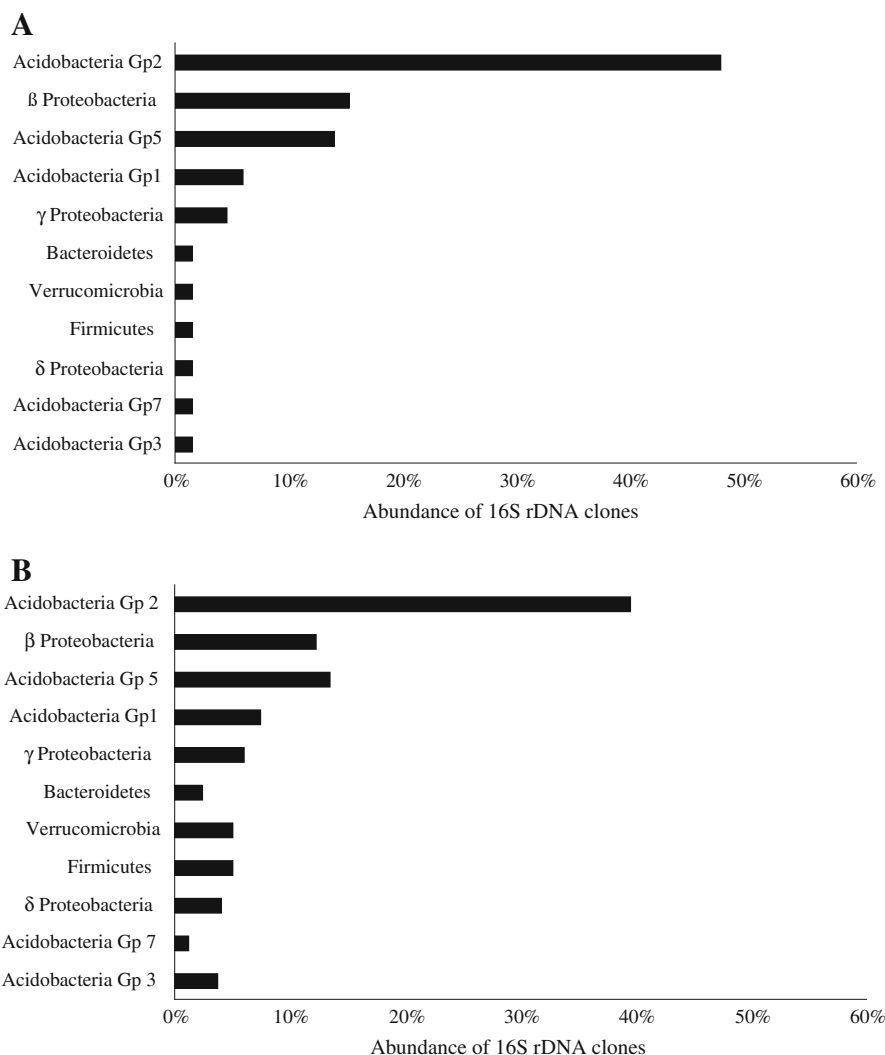 A
Acidobacteria Gp2
ß Proteobacteria
Acidobacteria Gp5
Acidobacteria Gp1
γ Proteobacteria
Bacteroidetes
Verrucomicrobia
Firmicutes
δ Proteobacteria
Acidobacteria Gp7
Acidobacteria Gp3
0% 10% 20% 30% 40% 50% 60%
Abundance of 16S rDNA clones
B
Acidobacteria Gp 2
β Proteobacteria
Acidobacteria Gp 5
Acidobacteria Gp1
γ Proteobacteria
Bacteroidetes
Verrucomicrobia
Firmicutes
δ Proteobacteria
Acidobacteria Gp 7
Acidobacteria Gp 3
0% 10% 20% 30% 40% 50% 60%
Abundance of 16S rDNA clones